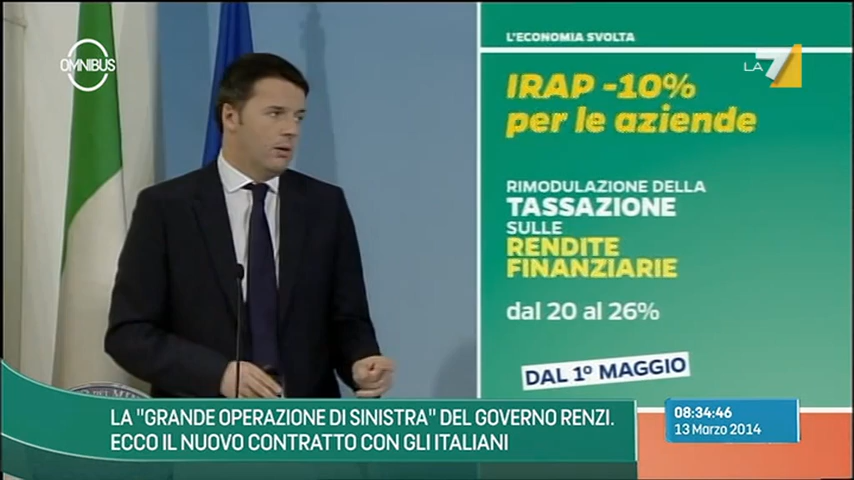 OMNIBUS
L'ECONOMIA SVOLTA
LA 7
IRAP -10%
per le aziende
RIMODULAZIONE DELLA
TASSAZIONE
SULLE
RENDITE
FINANZIARIE
dal 20 al 26%
DAL 1° MAGGIO
LA "GRANDE OPERAZIONE DI SINISTRA" DEL GOVERNO RENZI.
ECCO IL NUOVO CONTRATTO CON GLI ITALIANI
08:34:46
13 Marzo 2014